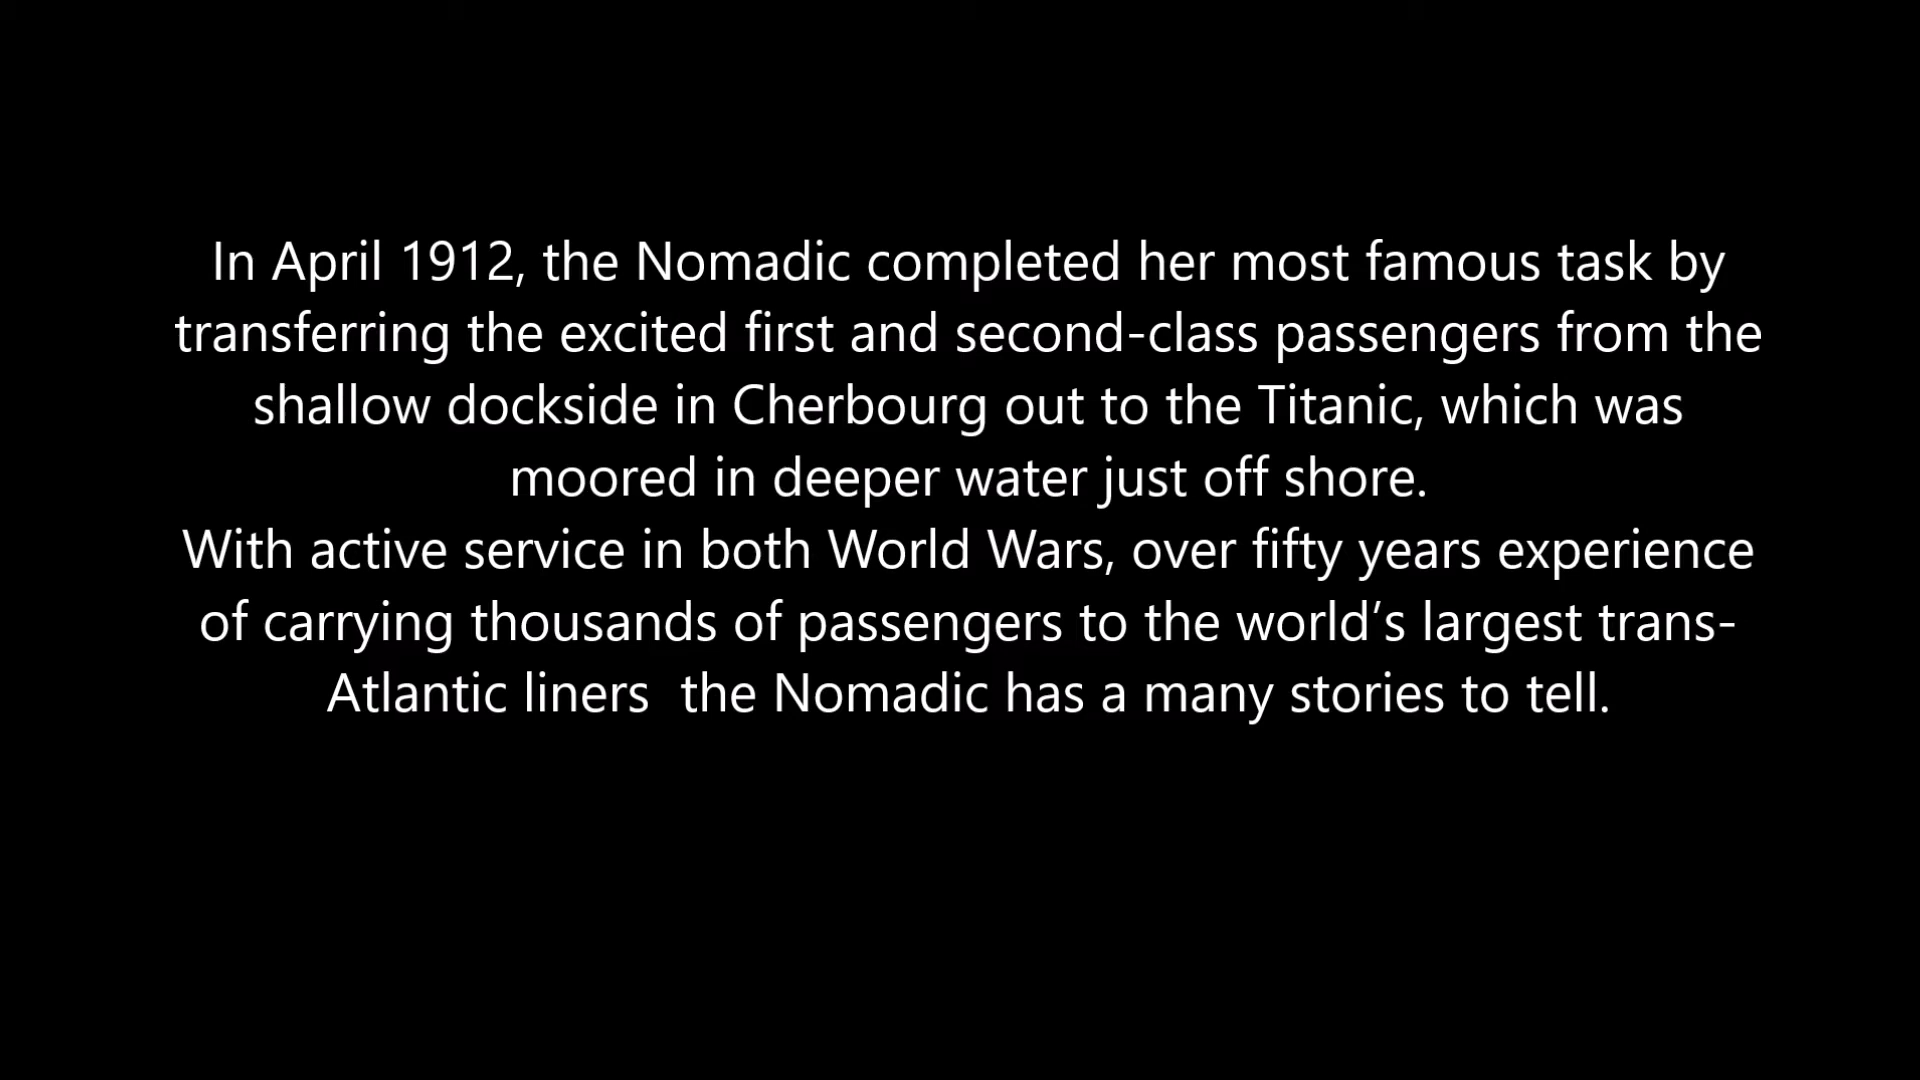 In April 1912, the Nomadic completed her most famous task by
transferring the excited first and second-class passengers from the
shallow dockside in Cherbourg out to the Titanic, which was
moored in deeper water just off shore.
With active service in both World Wars, over fifty years experience
of carrying thousands of passengers to the world’s largest trans-
Atlantic liners  the Nomadic has a many stories to tell.